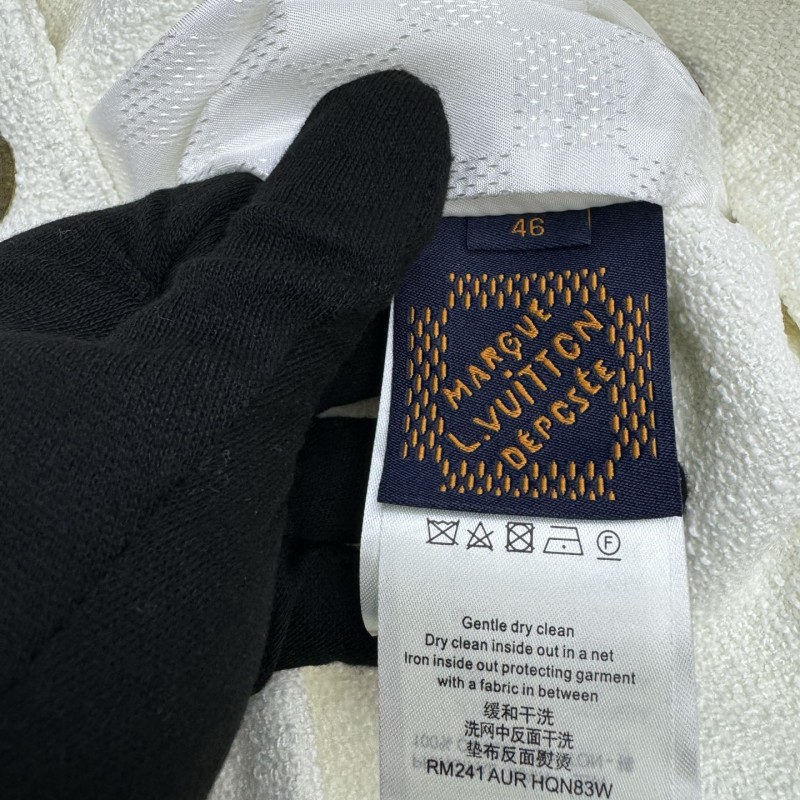 46
MARQUE
L.VUITTON
DÉPOSÉE
F
Gentle dry clean
Dry clean inside out in a net
Iron inside out protecting garment
with a fabric in between
缓和干洗
洗网中反面干洗
垫布反面熨烫
RM241 AUR HQN83W